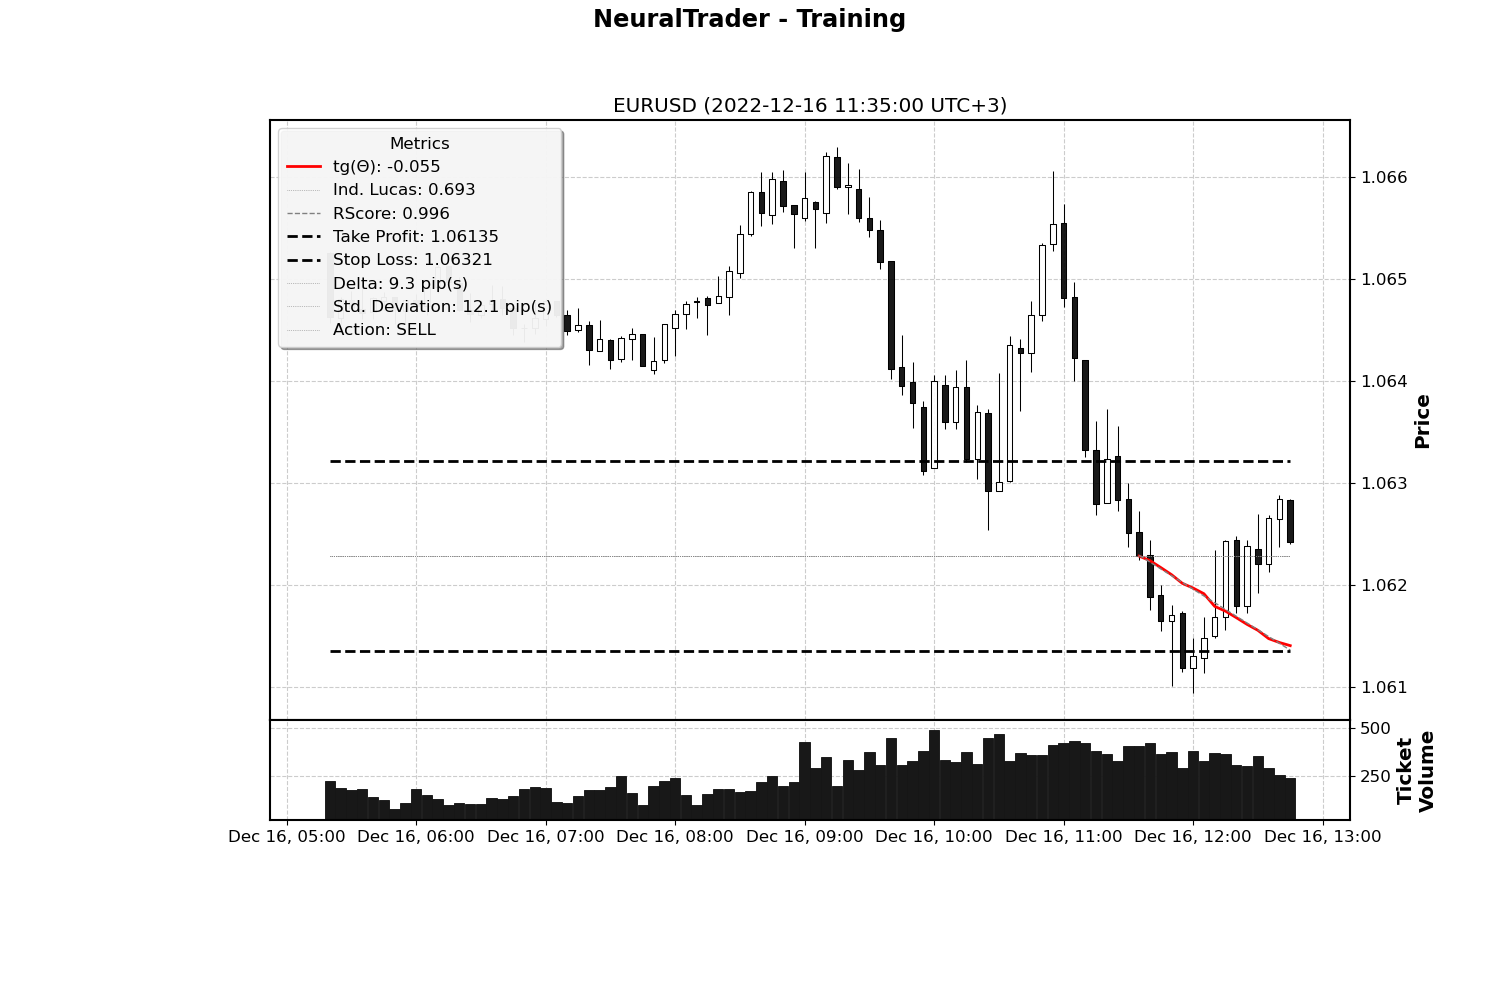 NeuralTrader - Training
EURUSD (2022-12-16 11:35:00 UTC+3)
Metrics
tg(Θ): -0.055
Ind. Lucas: 0.693
RScore: 0.996
Take Profit: 1.06135
Stop Loss: 1.06321
Delta: 9.3 pip(s)
Std. Deviation: 12.1 pip(s)
Action: SELL
1.066
1.065
1.064
1.063
1.062
1.061
Price
500
250
Ticket
Volume
Dec 16, 05:00
Dec 16, 06:00
Dec 16, 07:00
Dec 16, 08:00
Dec 16, 09:00
Dec 16, 10:00
Dec 16, 11:00
Dec 16, 12:00
Dec 16, 13:00